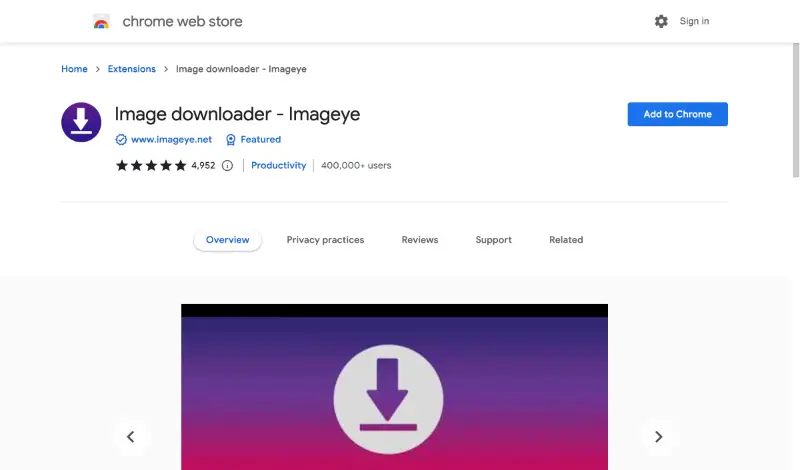 chrome web store
Sign in
Home > Extensions > Image downloader - Imageye
Image downloader - Imageye
Add to Chrome
www.imageye.net Featured
4,952 Productivity 400,000+ users
Overview Privacy practices Reviews Support Related